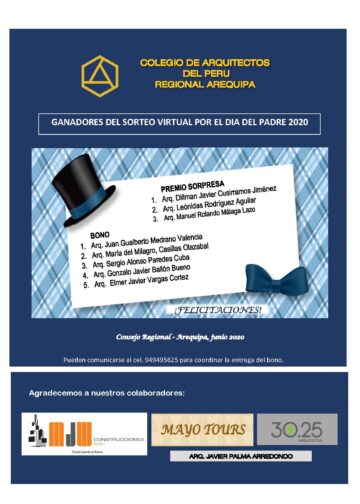 COLEGIO DE ARQUITECTOS
DEL PERU
REGIONAL AREQUIPA
GANADORES DEL SORTEO VIRTUAL POR EL DIA DEL PADRE 2020
PREMIO SORPRESA
1. Arq. Dillman Javier Cusirramos Jiménez
2. Arq. Leónidas Rodríguez Aguilar
3. Arq. Manuel Rolando Málaga Lazo
BONO
1. Arq. Juan Gualberto Medrano Valencia
2. Arq. María del Milagro, Casillas Olazabal
3. Arq. Sergio Alonso Paredes Cuba
4. Arq. Gonzalo Javier Ballón Bueno
5. Arq. Elmer Javier Vargas Cortez
¡FELICITACIONES!
Consejo Regional - Arequipa, junio 2020
Pueden comunicarse al cel. 949495625 para coordinar la entrega del bono.
Agradecemos a nuestros colaboradores:
MJM
CONSTRUCCIONES
MAYO TOURS
30.25
ARQUITECTOS
ARQ. JAVIER PALMA ARREDONDO